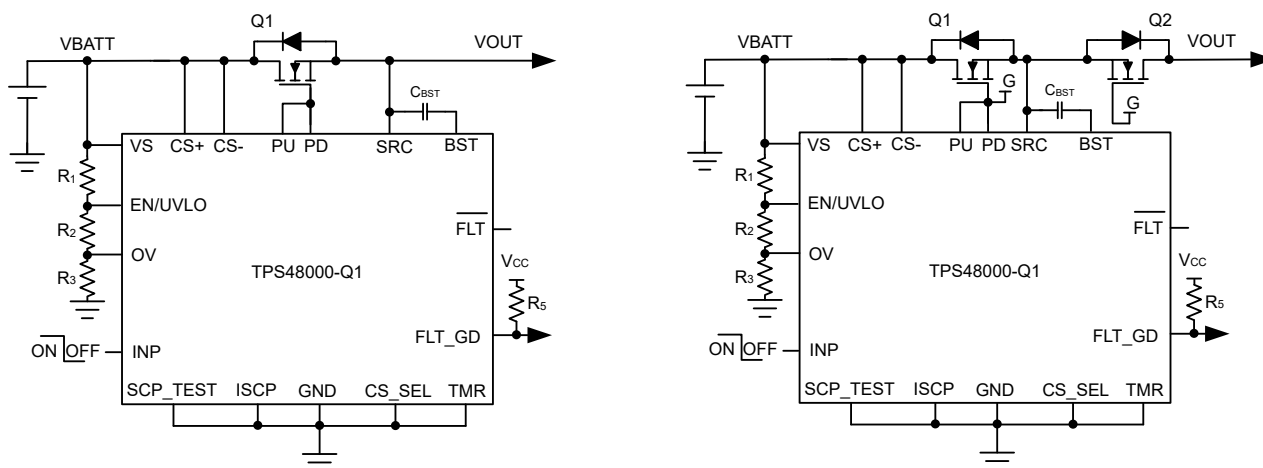 Q1
VBATT
VOUT
CBST
VS
CS+
CS-
PU
PD
SRC
BST
R1
EN/UVLO
R2
FLT
OV
R3
TPS48000-Q1
VCC
R5
FLT_GD
ON
OFF
INP
SCP_TEST
ISCP
GND
CS_SEL
TMR
Q1
Q2
VBATT
VOUT
CBST
G
G
VS
CS+
CS-
PU
PD
SRC
BST
R1
EN/UVLO
R2
FLT
OV
R3
TPS48000-Q1
VCC
R5
FLT_GD
ON
OFF
INP
SCP_TEST
ISCP
GND
CS_SEL
TMR